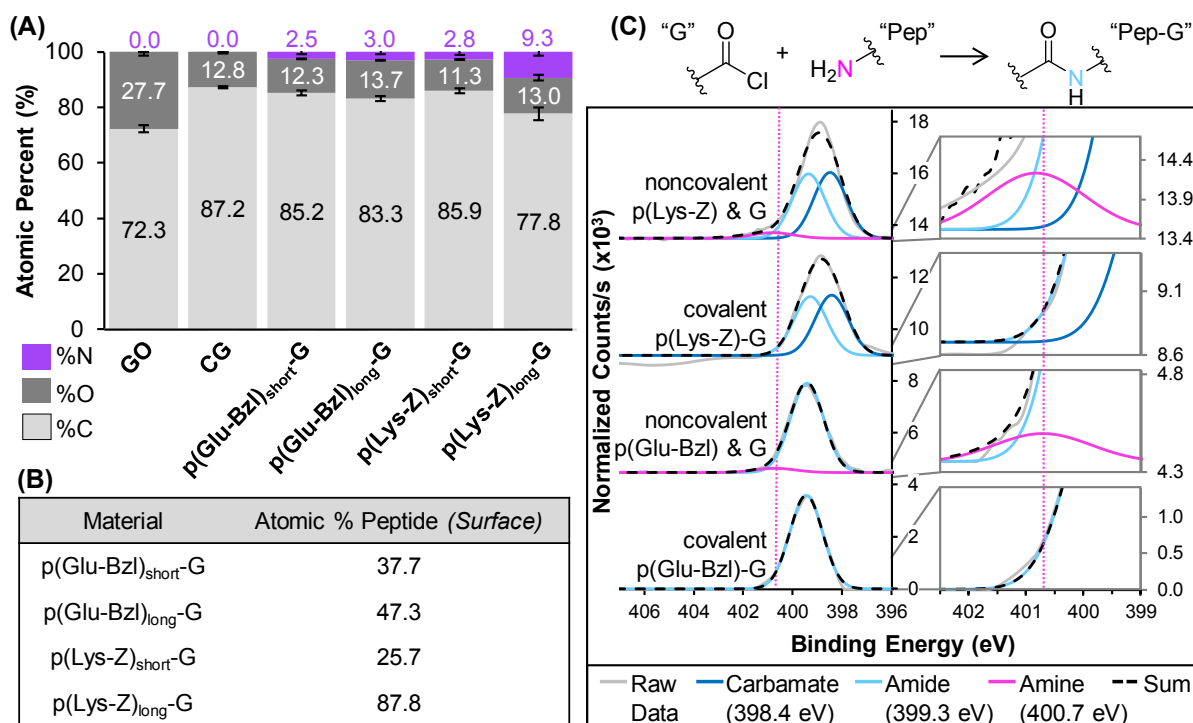 (A)
Atomic Percent (%)
100
80
60
40
20
0
0.0 0.0 2.5 3.0 2.8 9.3
27.7 12.8 12.3 13.7 11.3 13.0
72.3 87.2 85.2 83.3 85.9 77.8
GO
CG
p(Glu-Bzl)short-G
p(Glu-Bzl)long-G
p(Lys-Z)short-G
p(Lys-Z)long-G
%N
%O
%C
(B)
Material Atomic % Peptide (Surface)
p(Glu-Bzl)short-G 37.7
p(Glu-Bzl)long-G 47.3
p(Lys-Z)short-G 25.7
p(Lys-Z)long-G 87.8
(C)
"G" "Pep" "Pep-G"
O Cl + H2N O N H
noncovalent
p(Lys-Z) & G
covalent
p(Lys-Z)-G
noncovalent
p(Glu-Bzl) & G
covalent
p(Glu-Bzl)-G
Normalized Counts/s (x10³)
18
16
14
12
10
8
6
4
2
0
14.4
13.9
13.4
9.1
8.6
4.8
4.3
1.0
0.5
0.0
406 404 402 400 398 396
402 401 400 399
Binding Energy (eV)
Raw Data
Carbamate (398.4 eV)
Amide (399.3 eV)
Amine (400.7 eV)
Sum